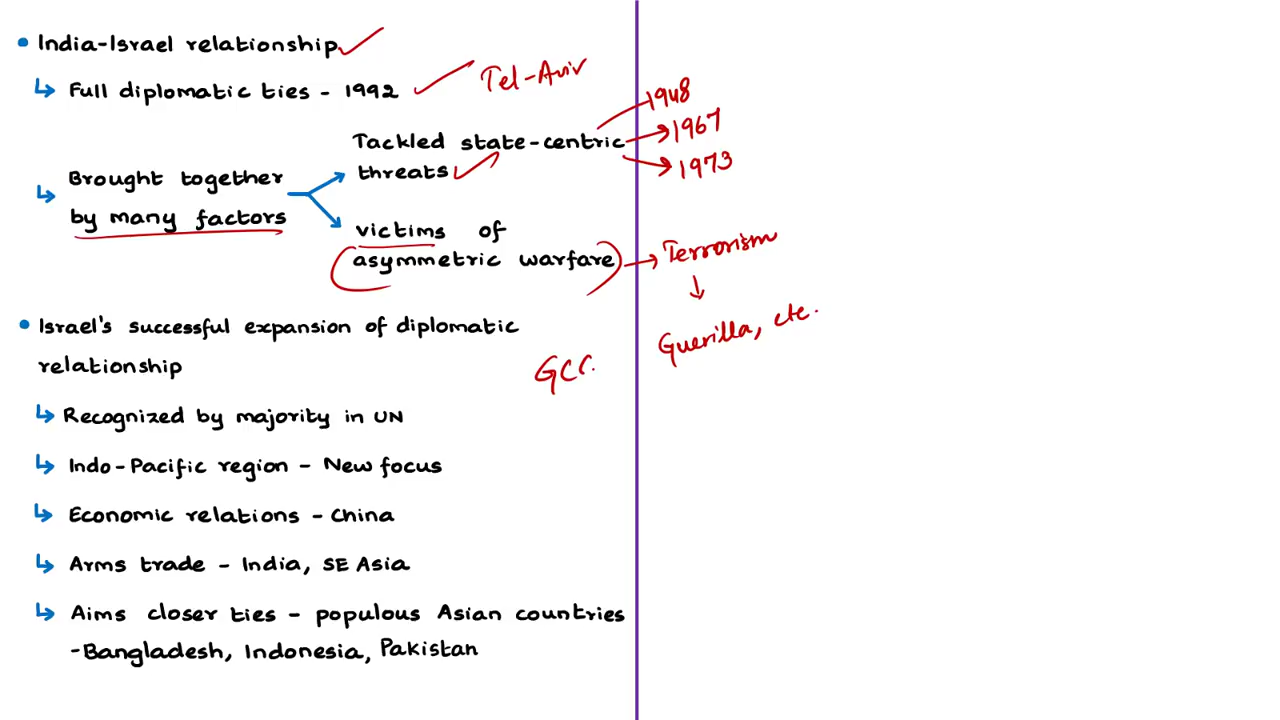 India-Israel relationship
Full diplomatic ties - 1992
Tel-Aviv
Brought together
by many factors
Tackled state-centric
threats
1948
1967
1973
victims of
asymmetric warfare
Terrorism
Guerilla, etc.
Israel's successful expansion of diplomatic
relationship
GCC.
Recognized by majority in UN
Indo-Pacific region - New focus
Economic relations - China
Arms trade - India, SE Asia
Aims closer ties - populous Asian countries
-Bangladesh, Indonesia, Pakistan